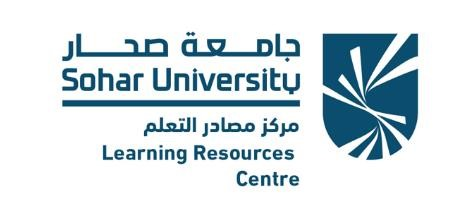 جامعة صحار
Sohar University
مركز مصادر التعلم
Learning Resources
Centre